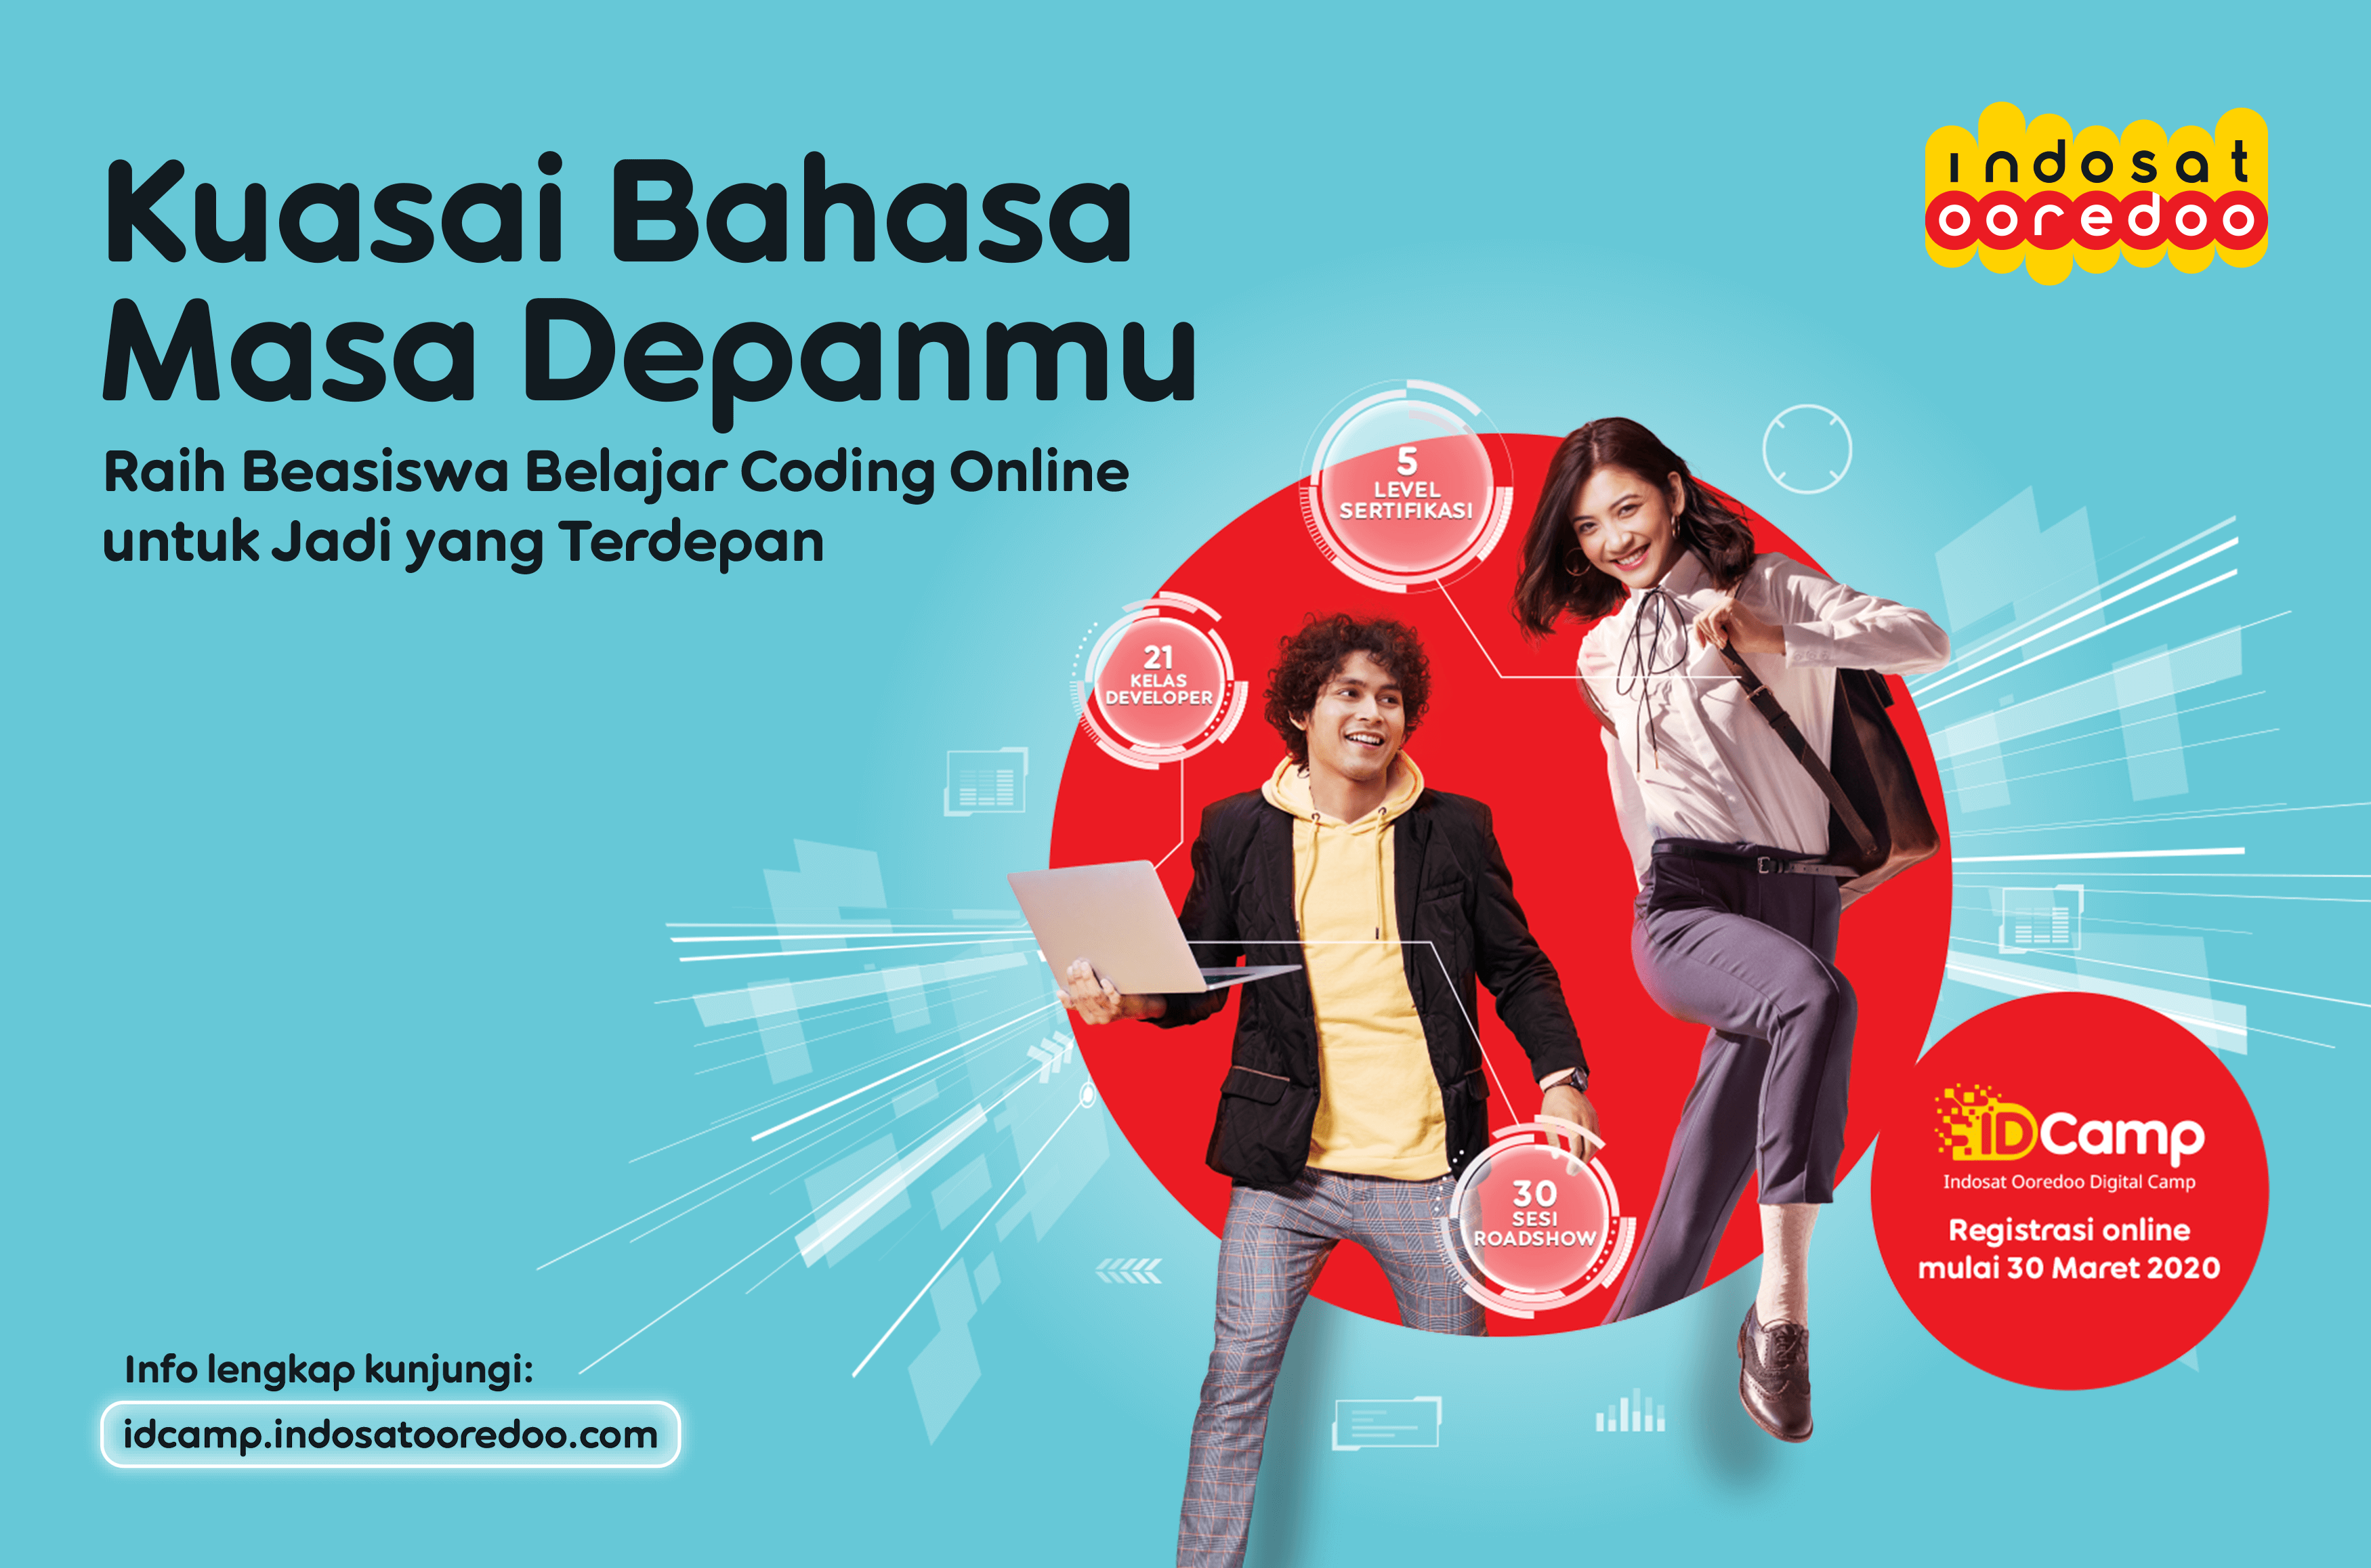 Kuasai Bahasa
Masa Depanmu
Raih Beasiswa Belajar Coding Online
untuk Jadi yang Terdepan
indosat
ooredoo
5
LEVEL
SERTIFIKASI
21
KELAS
DEVELOPER
30
SESI
ROADSHOW
iDCamp
Indosat Ooredoo Digital Camp
Registrasi online
mulai 30 Maret 2020
Info lengkap kunjungi:
idcamp.indosatooredoo.com